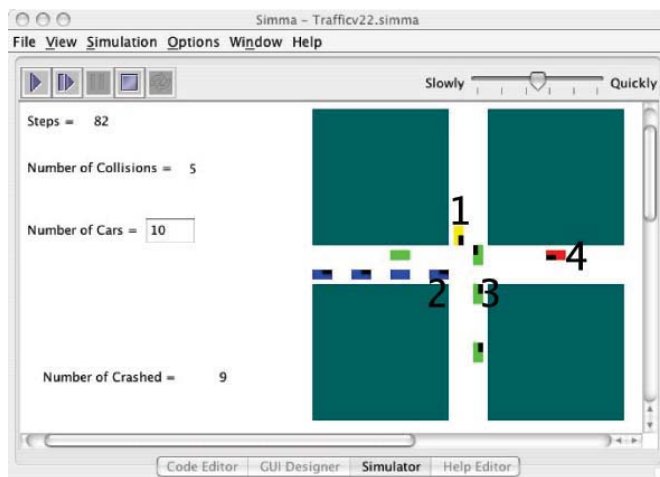 Simma – Trafficv22.simma
File View Simulation Options Window Help
Slowly Quickly
Steps = 82
Number of Collisions = 5
1
Number of Cars = 10
4
2 3
Number of Crashed = 9
Code Editor GUI Designer Simulator Help Editor